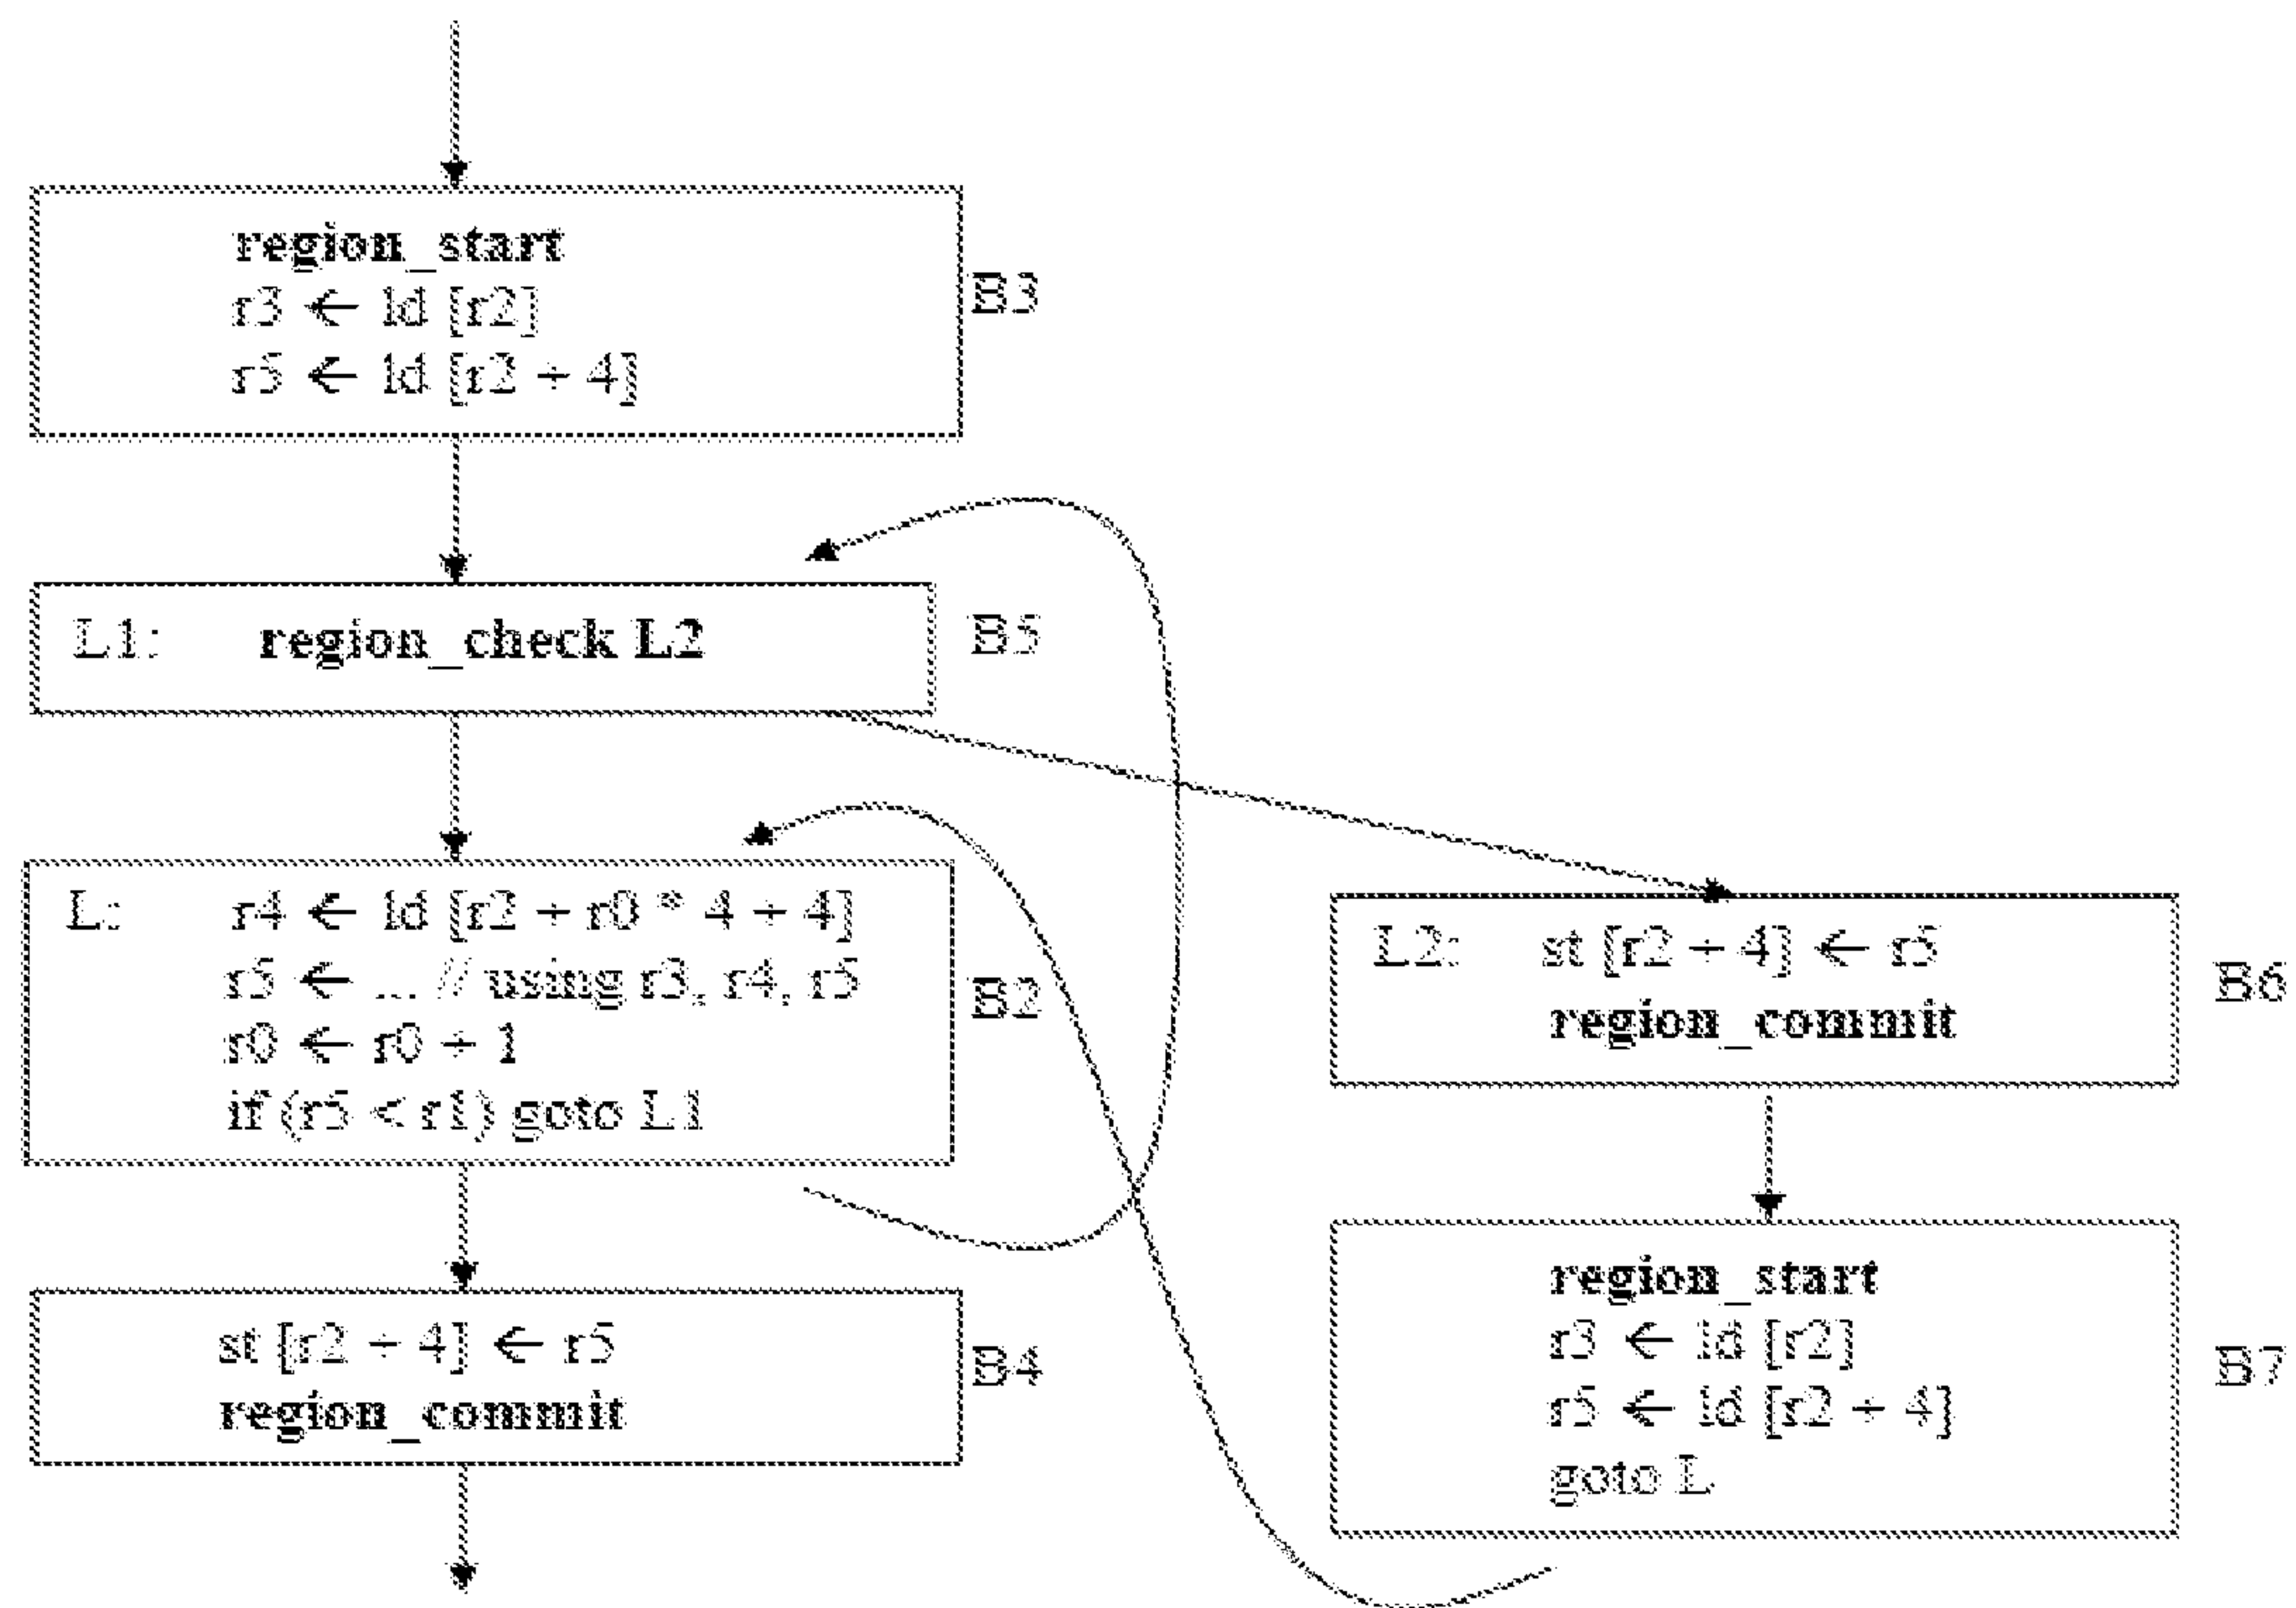 region_start
r3 ← ld [r2]
r5 ← ld [r2 + 4]
B3
L1: region_check L2
B5
L: r4 ← ld [r2 + r0 * 4 + 4]
r5 ← ... // using r3, r4, r5
r0 ← r0 + 1
if (r5 < r1) goto L1
B2
L2: st [r2 + 4] ← r5
region_commit
B6
st [r2 + 4] ← r5
region_commit
B4
region_start
r3 ← ld [r2]
r5 ← ld [r2 + 4]
goto L
B7